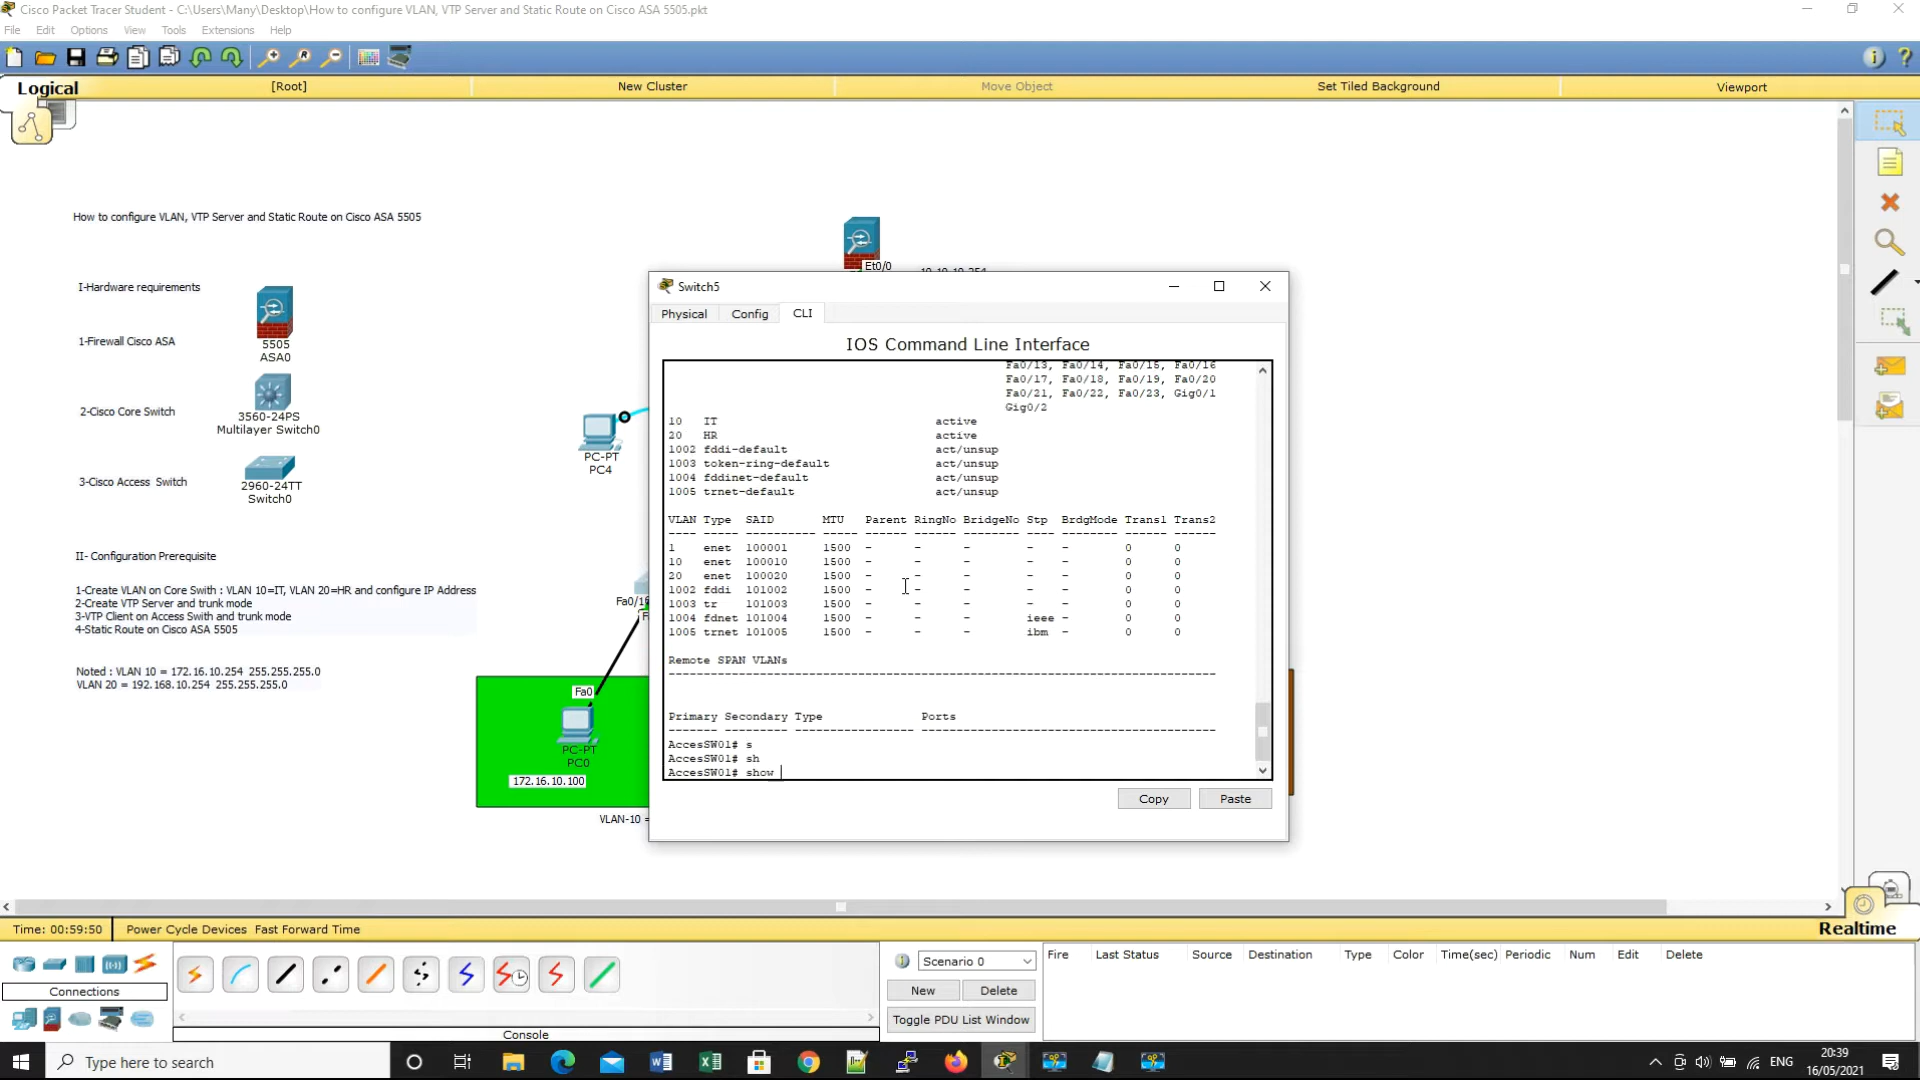 Cisco Packet Tracer Student - C:\Users\Many\Desktop\How to configure VLAN, VTP Server and Static Route on Cisco ASA 5505.pkt
File Edit Options View Tools Extensions Help
Logical [Root] New Cluster Move Object Set Tiled Background Viewport
How to configure VLAN, VTP Server and Static Route on Cisco ASA 5505
I-Hardware requirements
1-Firewall Cisco ASA
5505
ASA0
2-Cisco Core Switch
3560-24PS
Multilayer Switch0
3-Cisco Access Switch
2960-24TT
Switch0
II- Configuration Prerequisite
1-Create VLAN on Core Swith : VLAN 10=IT, VLAN 20=HR and configure IP Address
2-Create VTP Server and trunk mode
3-VTP Client on Access Swith and trunk mode
4-Static Route on Cisco ASA 5505
Noted : VLAN 10 = 172.16.10.254 255.255.255.0
VLAN 20 = 192.168.10.254 255.255.255.0
Et0/0
PC-PT
PC4
Fa0
PC-PT
PC0
172.16.10.100
VLAN-10 =
Switch5
Physical Config CLI
IOS Command Line Interface
Fa0/13, Fa0/14, Fa0/15, Fa0/16
Fa0/17, Fa0/18, Fa0/19, Fa0/20
Fa0/21, Fa0/22, Fa0/23, Gig0/1
Gig0/2
10 IT active
20 HR active
1002 fddi-default act/unsup
1003 token-ring-default act/unsup
1004 fddinet-default act/unsup
1005 trnet-default act/unsup
VLAN Type SAID MTU Parent RingNo BridgeNo Stp BrdgMode Trans1 Trans2
---- ----- ---------- ----- ------ ------ -------- ---- -------- ------ ------
1 enet 100001 1500 - - - - - 0 0
10 enet 100010 1500 - - - - - 0 0
20 enet 100020 1500 - - - - - 0 0
1002 fddi 101002 1500 - - - - - 0 0
1003 tr 101003 1500 - - - - - 0 0
1004 fdnet 101004 1500 - - - ieee - 0 0
1005 trnet 101005 1500 - - - ibm - 0 0
Remote SPAN VLANs
------------------------------------------------------------------------------
Primary Secondary Type Ports
------- --------- ----------------- ------------------------------------------
AccesSW01# s
AccesSW01# sh
AccesSW01# show
Copy Paste
Time: 00:59:50 Power Cycle Devices Fast Forward Time Realtime
Connections
Console
Scenario 0
New Delete
Toggle PDU List Window
Fire Last Status Source Destination Type Color Time(sec) Periodic Num Edit Delete
Type here to search
ENG
20:39
16/05/2021